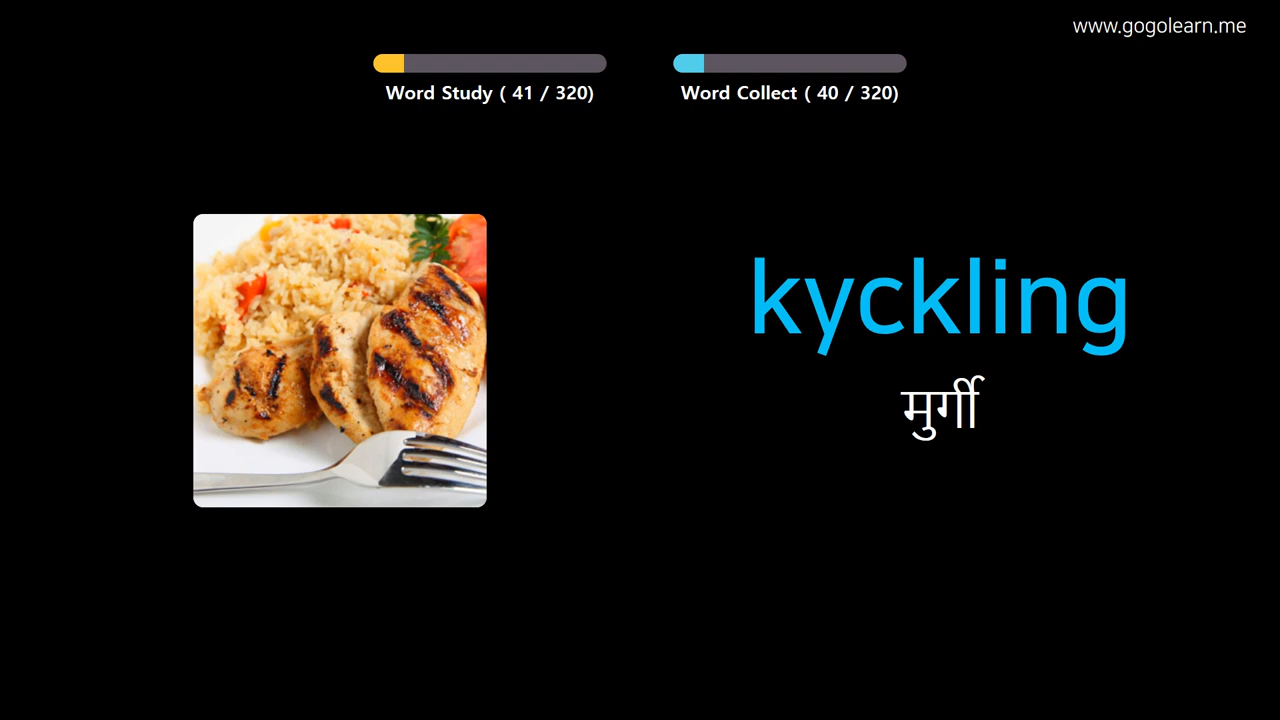 www.gogolearn.me
Word Study ( 41 / 320)
Word Collect ( 40 / 320)
kyckling
मुर्गी